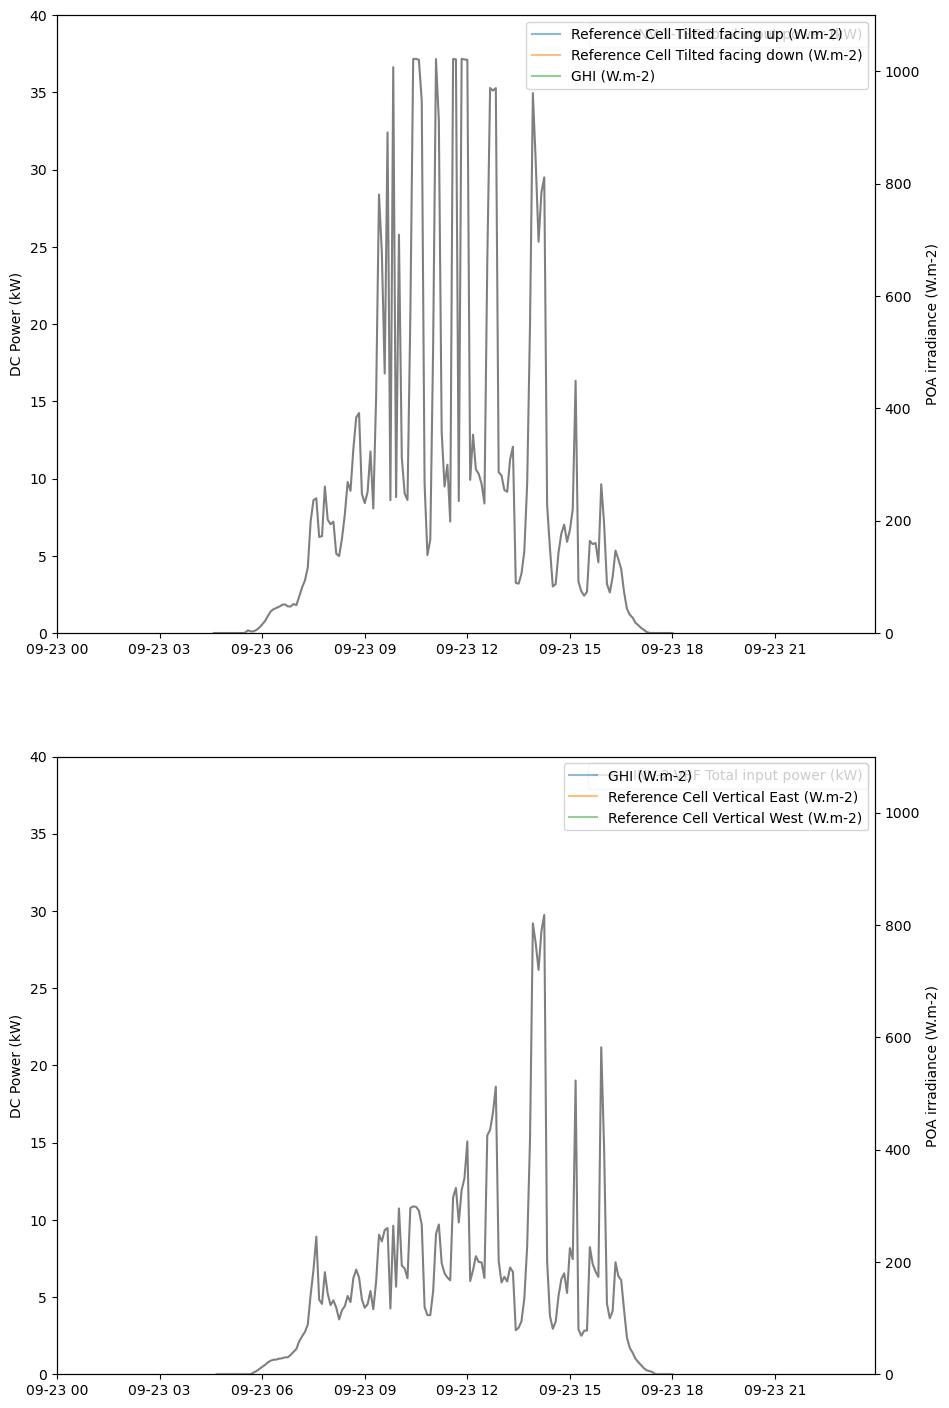 40
35
30
25
20
15
10
5
0
DC Power (kW)
Reference Cell Tilted facing up (W.m-2)
Reference Cell Tilted facing down (W.m-2)
GHI (W.m-2)
1000
800
600
400
200
0
POA irradiance (W.m-2)
09-23 00 09-23 03 09-23 06 09-23 09 09-23 12 09-23 15 09-23 18 09-23 21
40
35
30
25
20
15
10
5
0
DC Power (kW)
GHI (W.m-2)
Total input power (kW)
Reference Cell Vertical East (W.m-2)
Reference Cell Vertical West (W.m-2)
1000
800
600
400
200
0
POA irradiance (W.m-2)
09-23 00 09-23 03 09-23 06 09-23 09 09-23 12 09-23 15 09-23 18 09-23 21